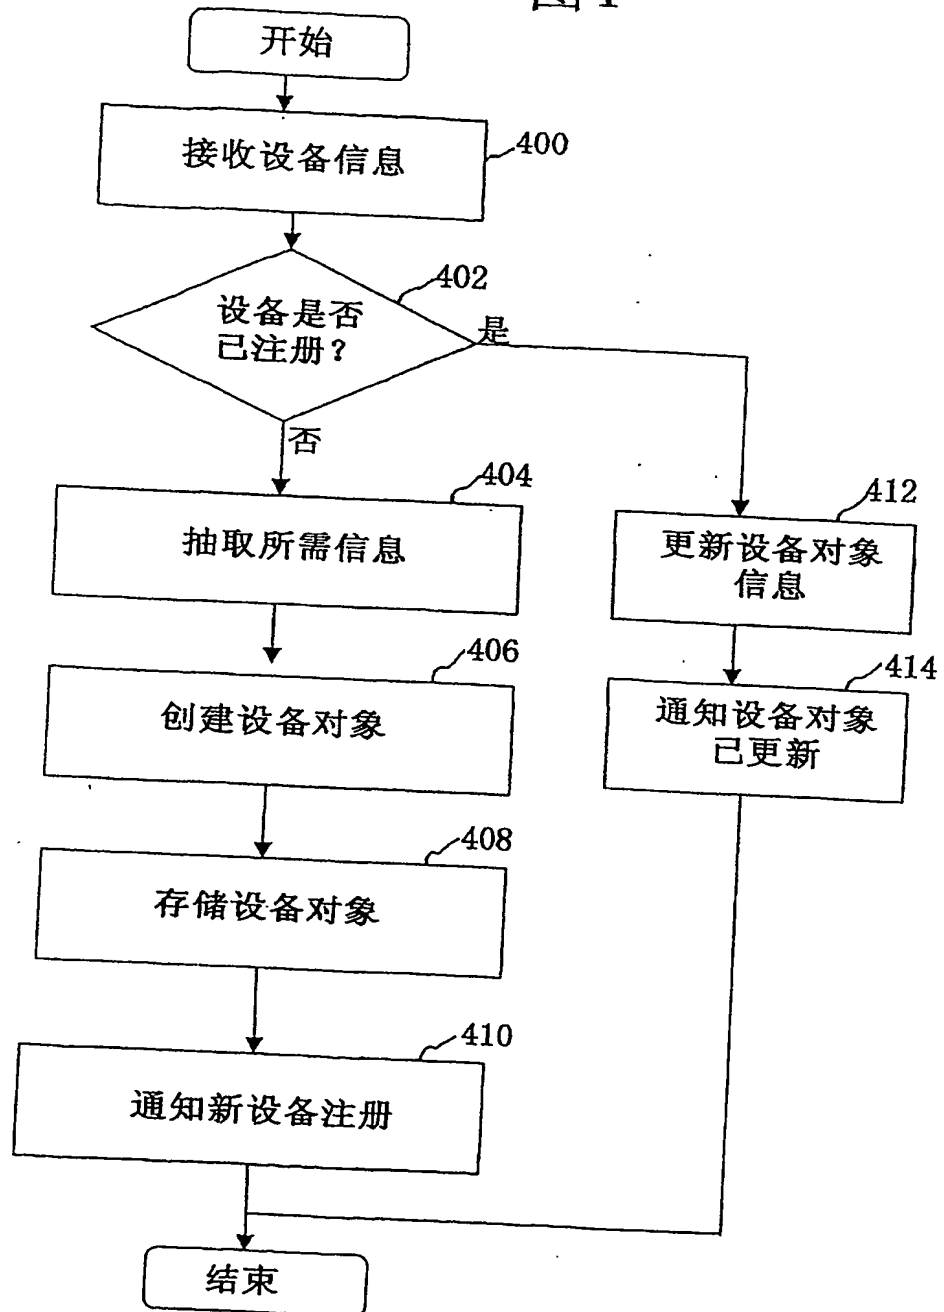 开始
接收设备信息
400
402
设备是否
已注册?
是
否
404
抽取所需信息
412
更新设备对象
信息
406
创建设备对象
414
通知设备对象
已更新
408
存储设备对象
410
通知新设备注册
结束